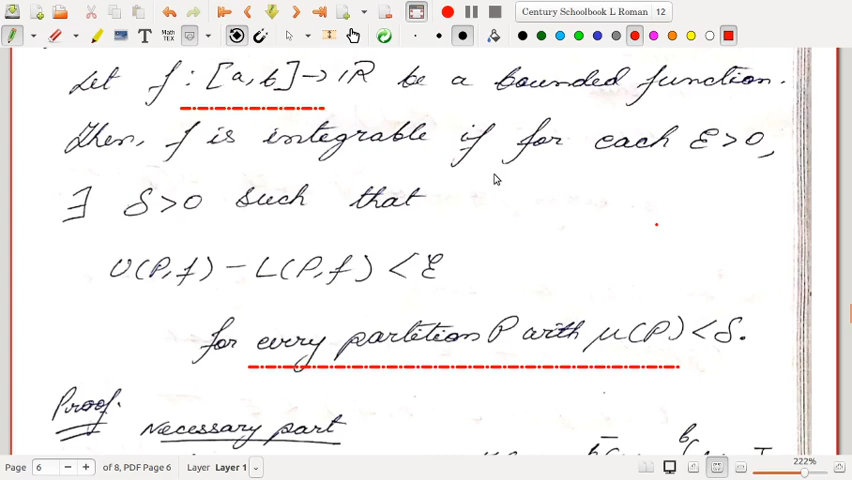 Century Schoolbook L Roman 12
Let f : [a, b] → ℝ be a bounded function.
Then, f is integrable if for each ε > 0,
∃ δ > 0 such that
U(P, f) - L(P, f) < ε
for every partitions P with μ(P) < δ.
Proof.
Necessary part
Page 6 of 8, PDF Page 6 Layer Layer 1 222%